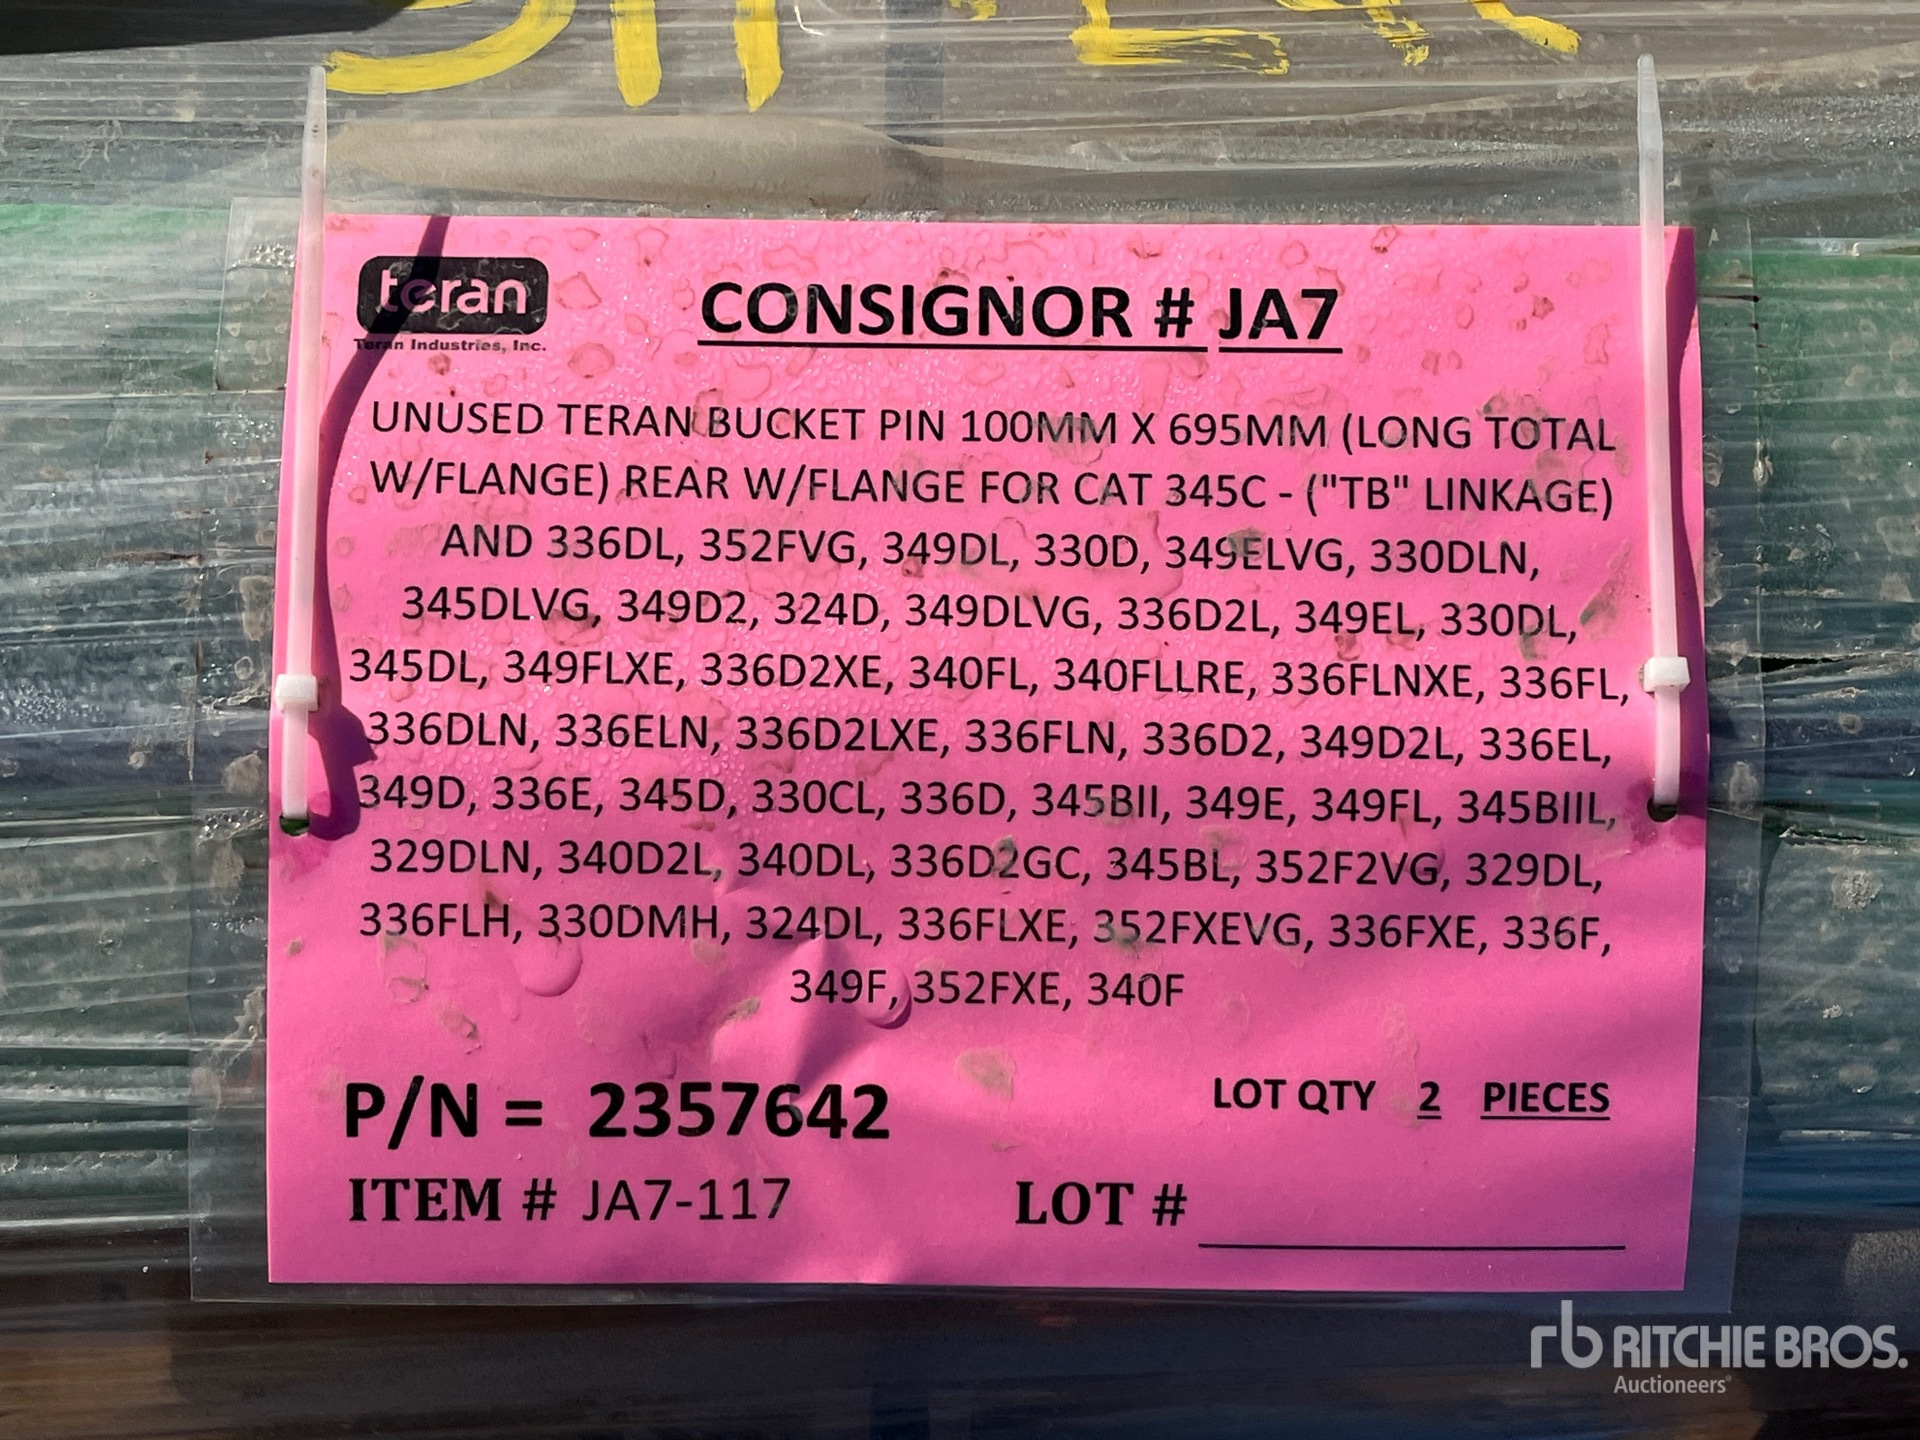 teran
Teran Industries, Inc.
CONSIGNOR # JA7
UNUSED TERAN BUCKET PIN 100MM X 695MM (LONG TOTAL
W/FLANGE) REAR W/FLANGE FOR CAT 345C - ("TB" LINKAGE)
AND 336DL, 352FVG, 349DL, 330D, 349ELVG, 330DLN,
345DLVG, 349D2, 324D, 349DLVG, 336D2L, 349EL, 330DL,
345DL, 349FLXE, 336D2XE, 340FL, 340FLLRE, 336FLNXE, 336FL,
336DLN, 336ELN, 336D2LXE, 336FLN, 336D2, 349D2L, 336EL,
349D, 336E, 345D, 330CL, 336D, 345BII, 349E, 349FL, 345BIIL,
329DLN, 340D2L, 340DL, 336D2GC, 345BL, 352F2VG, 329DL,
336FLH, 330DMH, 324DL, 336FLXE, 352FXEVG, 336FXE, 336F,
349F, 352FXE, 340F
P/N = 2357642
LOT QTY 2 PIECES
ITEM # JA7-117
LOT #
rb RITCHIE BROS.
Auctioneers